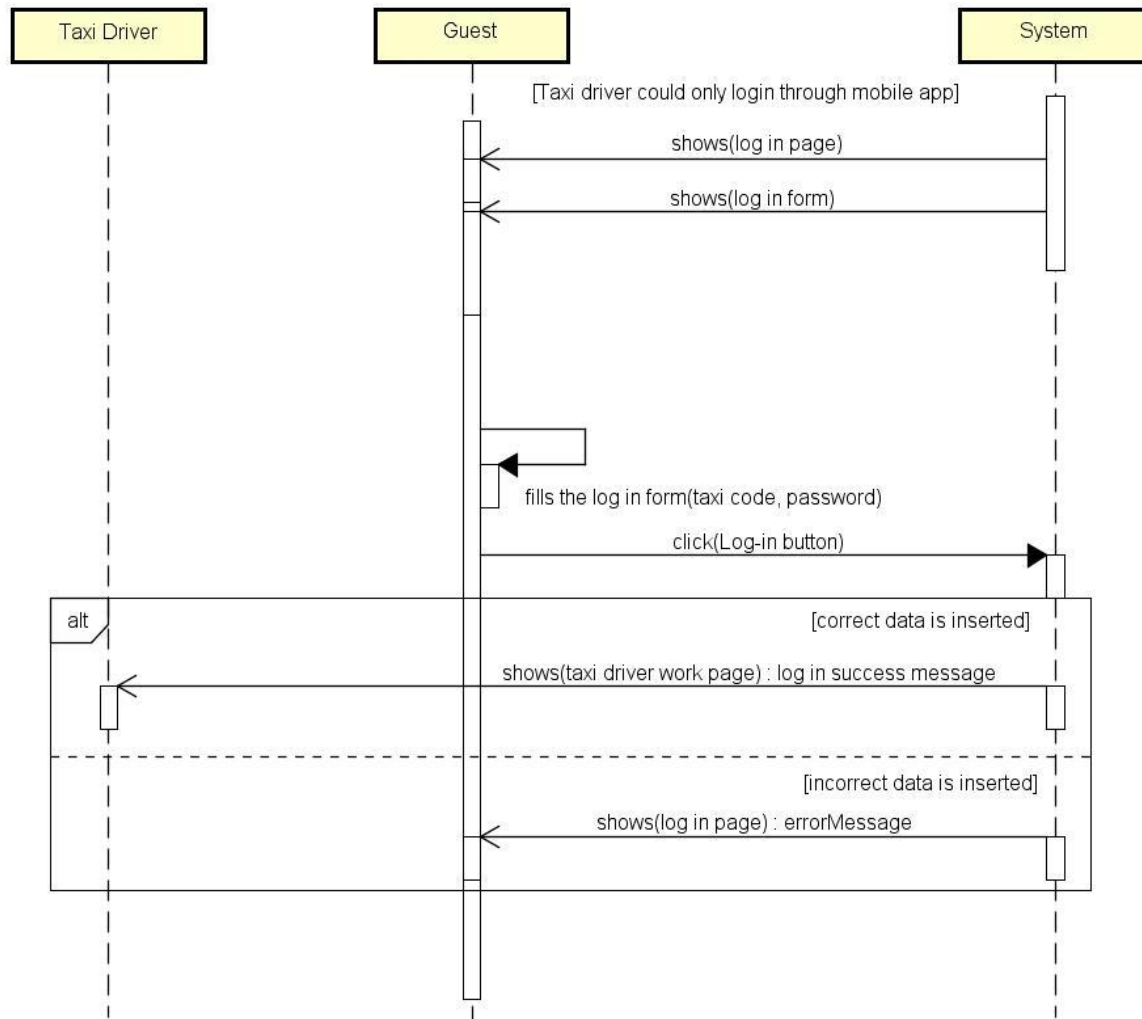 Taxi Driver
Guest
System
[Taxi driver could only login through mobile app]
shows(log in page)
shows(log in form)
fills the log in form(taxi code, password)
click(Log-in button)
alt
[correct data is inserted]
shows(taxi driver work page) : log in success message
[incorrect data is inserted]
shows(log in page) : errorMessage